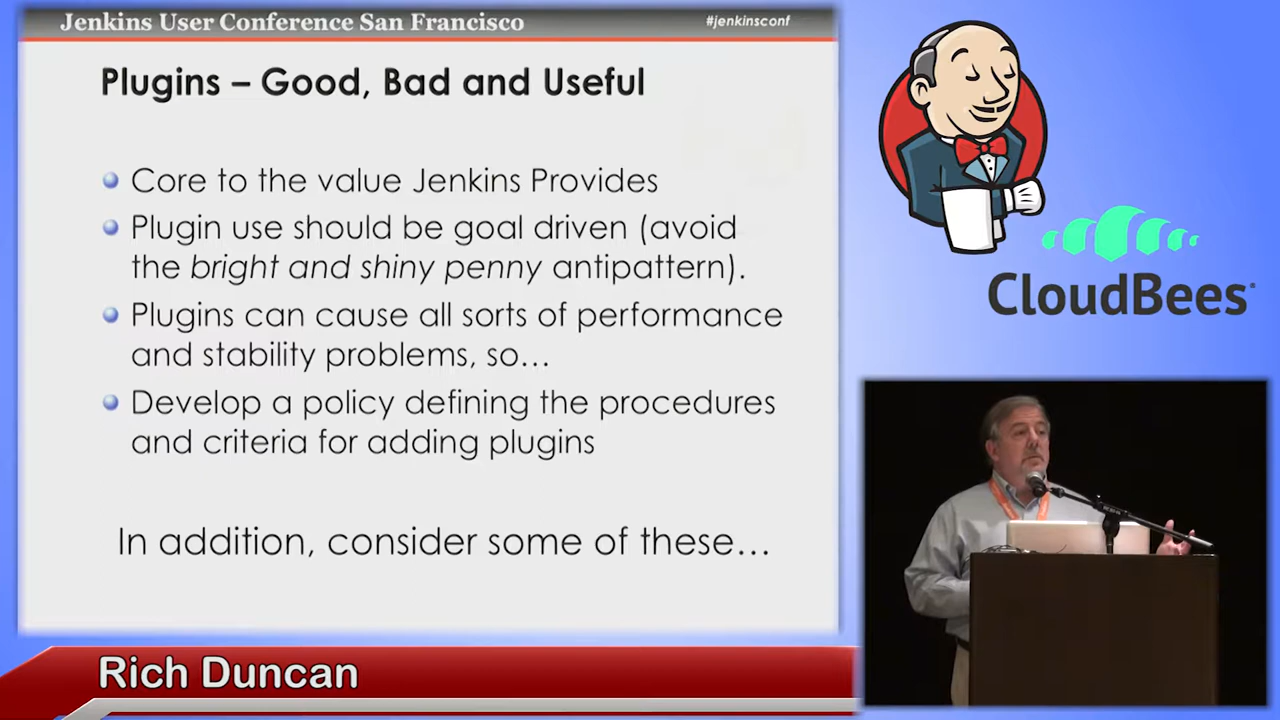 Jenkins User Conference San Francisco
#jenkinsconf
Plugins – Good, Bad and Useful
Core to the value Jenkins Provides
Plugin use should be goal driven (avoid
the bright and shiny penny antipattern).
Plugins can cause all sorts of performance
and stability problems, so…
Develop a policy defining the procedures
and criteria for adding plugins
In addition, consider some of these…
CloudBees
Rich Duncan